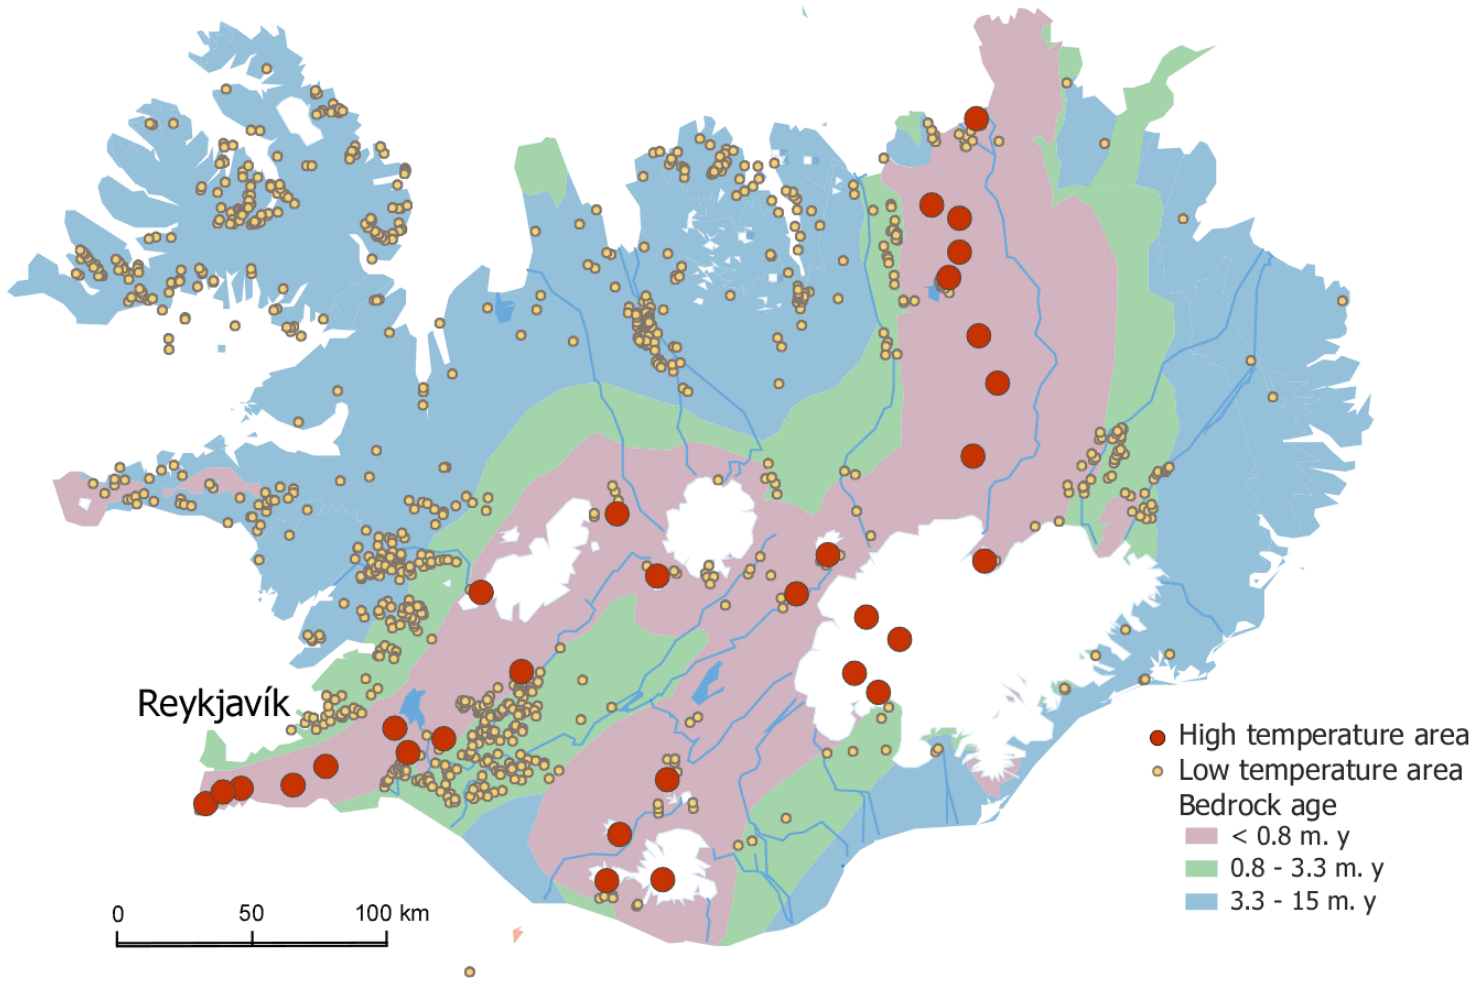 Reykjavík
High temperature area
Low temperature area
Bedrock age
< 0.8 m. y
0.8 - 3.3 m. y
3.3 - 15 m. y
0 50 100 km